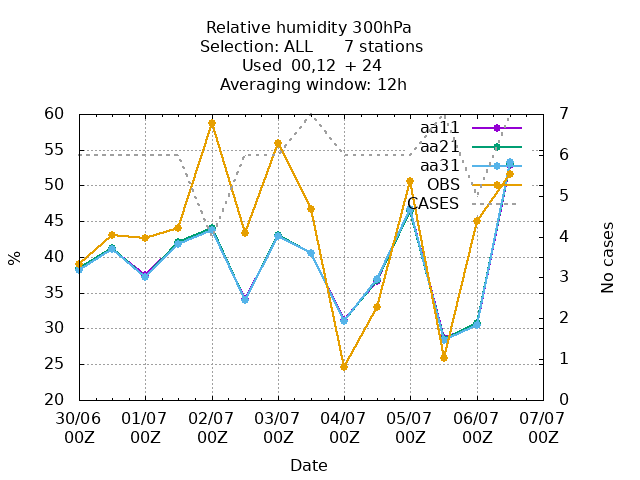 Relative humidity 300hPa
Selection: ALL 7 stations
Used 00,12 + 24
Averaging window: 12h
60 7
55 6
50 5
45 4
40 3
35 2
30 1
25 0
20
%
No cases
aa11
aa21
aa31
OBS
CASES
30/06 01/07 02/07 03/07 04/07 05/07 06/07 07/07
00Z 00Z 00Z 00Z 00Z 00Z 00Z 00Z
Date